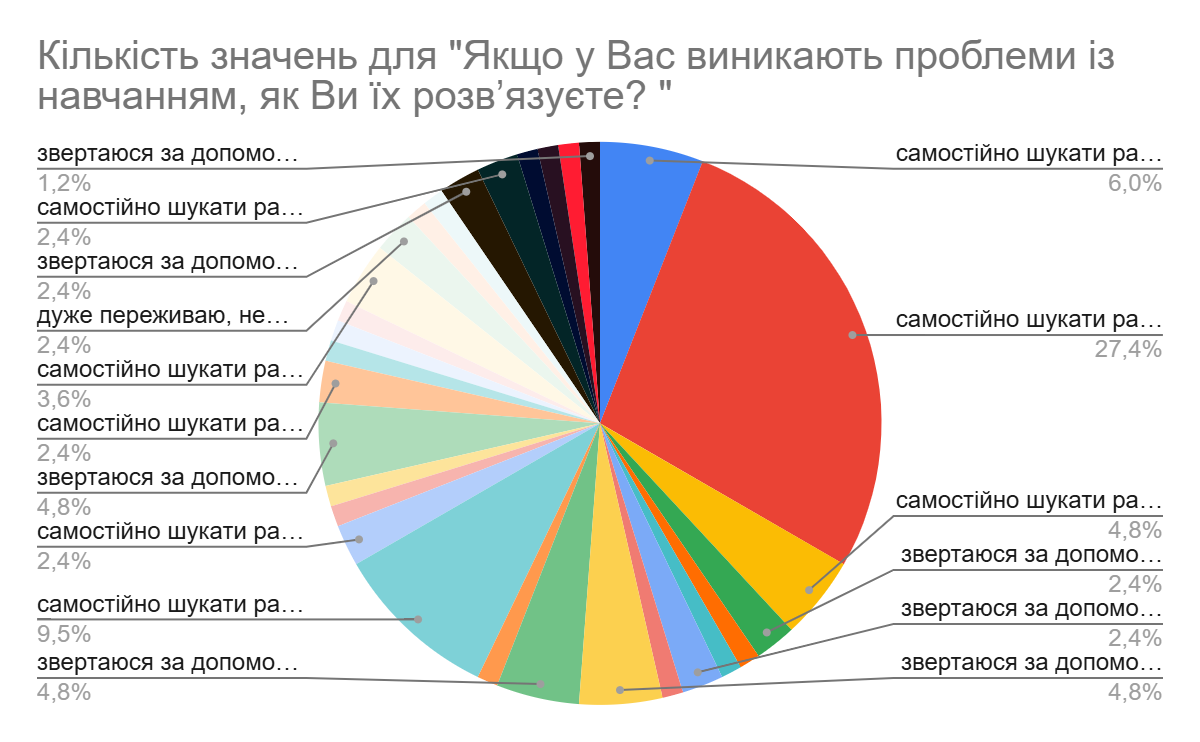 Кількість значень для "Якщо у Вас виникають проблеми із
навчанням, як Ви їх розв’язуєте? "
звертаюся за допомо…
1,2%
самостійно шукати ра…
2,4%
звертаюся за допомо…
2,4%
дуже переживаю, не…
2,4%
самостійно шукати ра…
3,6%
самостійно шукати ра…
2,4%
звертаюся за допомо…
4,8%
самостійно шукати ра…
2,4%
самостійно шукати ра…
9,5%
звертаюся за допомо…
4,8%
самостійно шукати ра…
6,0%
самостійно шукати ра…
27,4%
самостійно шукати ра…
4,8%
звертаюся за допомо…
2,4%
звертаюся за допомо…
2,4%
звертаюся за допомо…
4,8%